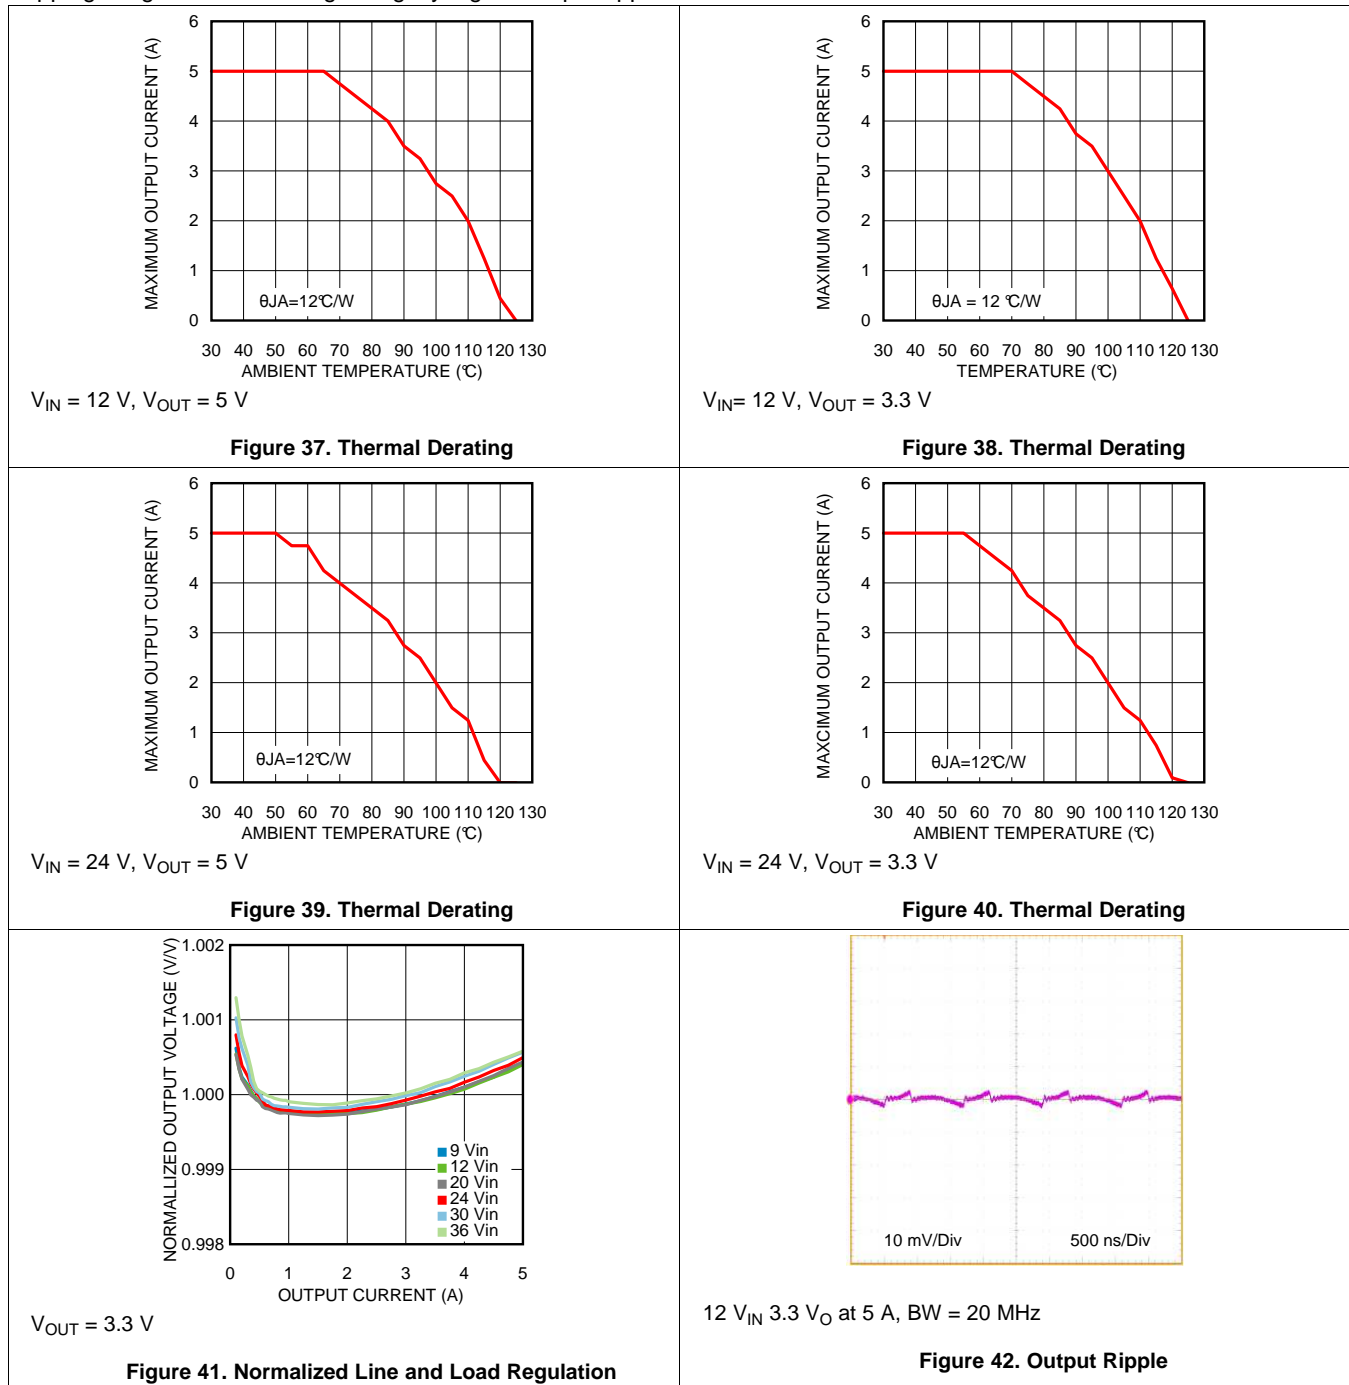 6
5
4
3
2
1
0
MAXIMUM OUTPUT CURRENT (A)
θJA=12°C/W
30 40 50 60 70 80 90 100 110 120 130
AMBIENT TEMPERATURE (°C)
VIN = 12 V, VOUT = 5 V
Figure 37. Thermal Derating
6
5
4
3
2
1
0
MAXIMUM OUTPUT CURRENT (A)
θJA = 12 °C/W
30 40 50 60 70 80 90 100 110 120 130
TEMPERATURE (°C)
VIN= 12 V, VOUT = 3.3 V
Figure 38. Thermal Derating
6
5
4
3
2
1
0
MAXIMUM OUTPUT CURRENT (A)
θJA=12°C/W
30 40 50 60 70 80 90 100 110 120 130
AMBIENT TEMPERATURE (°C)
VIN = 24 V, VOUT = 5 V
Figure 39. Thermal Derating
6
5
4
3
2
1
0
MAXCIMUM OUTPUT CURRENT (A)
θJA=12°C/W
30 40 50 60 70 80 90 100 110 120 130
AMBIENT TEMPERATURE (°C)
VIN = 24 V, VOUT = 3.3 V
Figure 40. Thermal Derating
1.002
1.001
1.000
0.999
0.998
NORMALLIZED OUTPUT VOLTAGE (V/V)
9 Vin
12 Vin
20 Vin
24 Vin
30 Vin
36 Vin
0 1 2 3 4 5
OUTPUT CURRENT (A)
VOUT = 3.3 V
Figure 41. Normalized Line and Load Regulation
10 mV/Div 500 ns/Div
12 VIN 3.3 VO at 5 A, BW = 20 MHz
Figure 42. Output Ripple